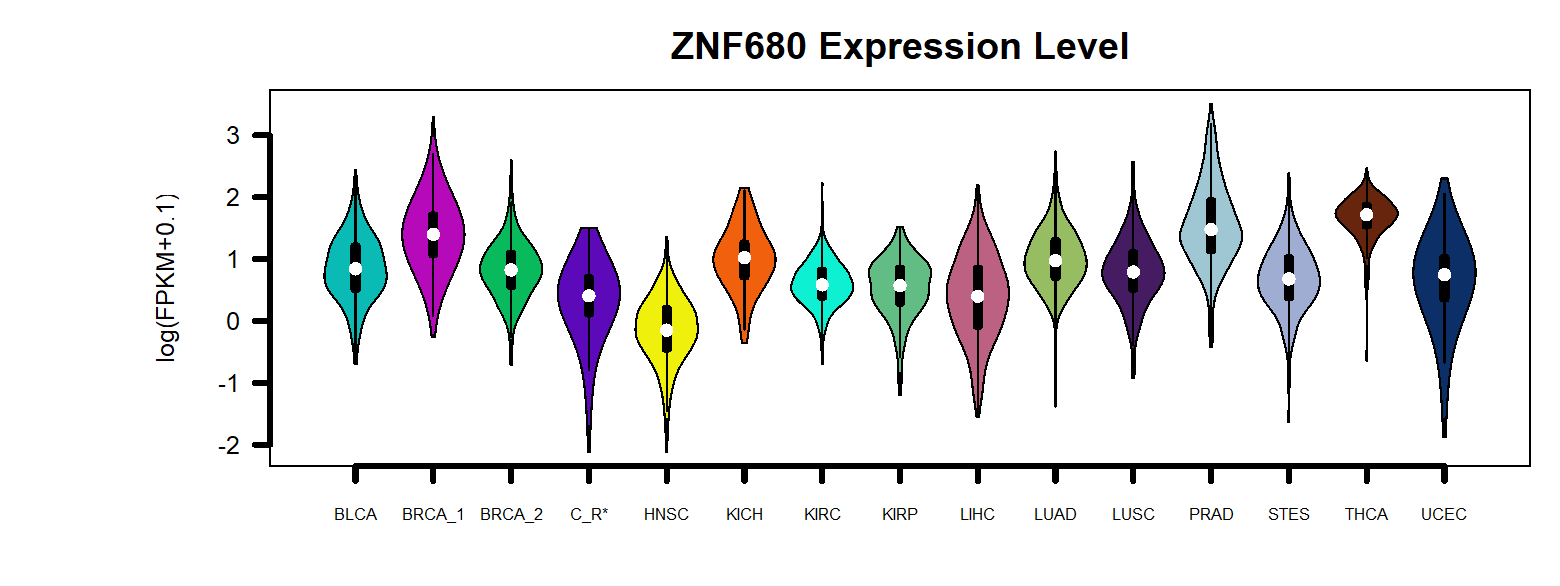 ZNF680 Expression Level
log(FPKM+0.1)
3
2
1
0
-1
-2
BLCA BRCA_1 BRCA_2 C_R* HNSC KICH KIRC KIRP LIHC LUAD LUSC PRAD STES THCA UCEC